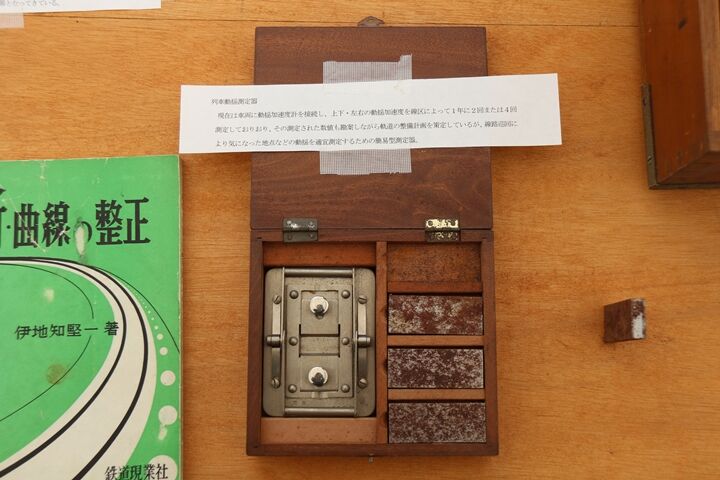 列車動揺測定器
現在は車両に動揺加速度計を接続し、上下・左右の動揺加速度を線区によって１年に２回または４回
測定しておりおり、その測定された数値も勘案しながら軌道の整備計画を策定しているが、線路巡回に
より気になった地点などの動揺を適宜測定するための簡易型測定器。
・曲線の整正
伊地知堅一著
鉄道現業社